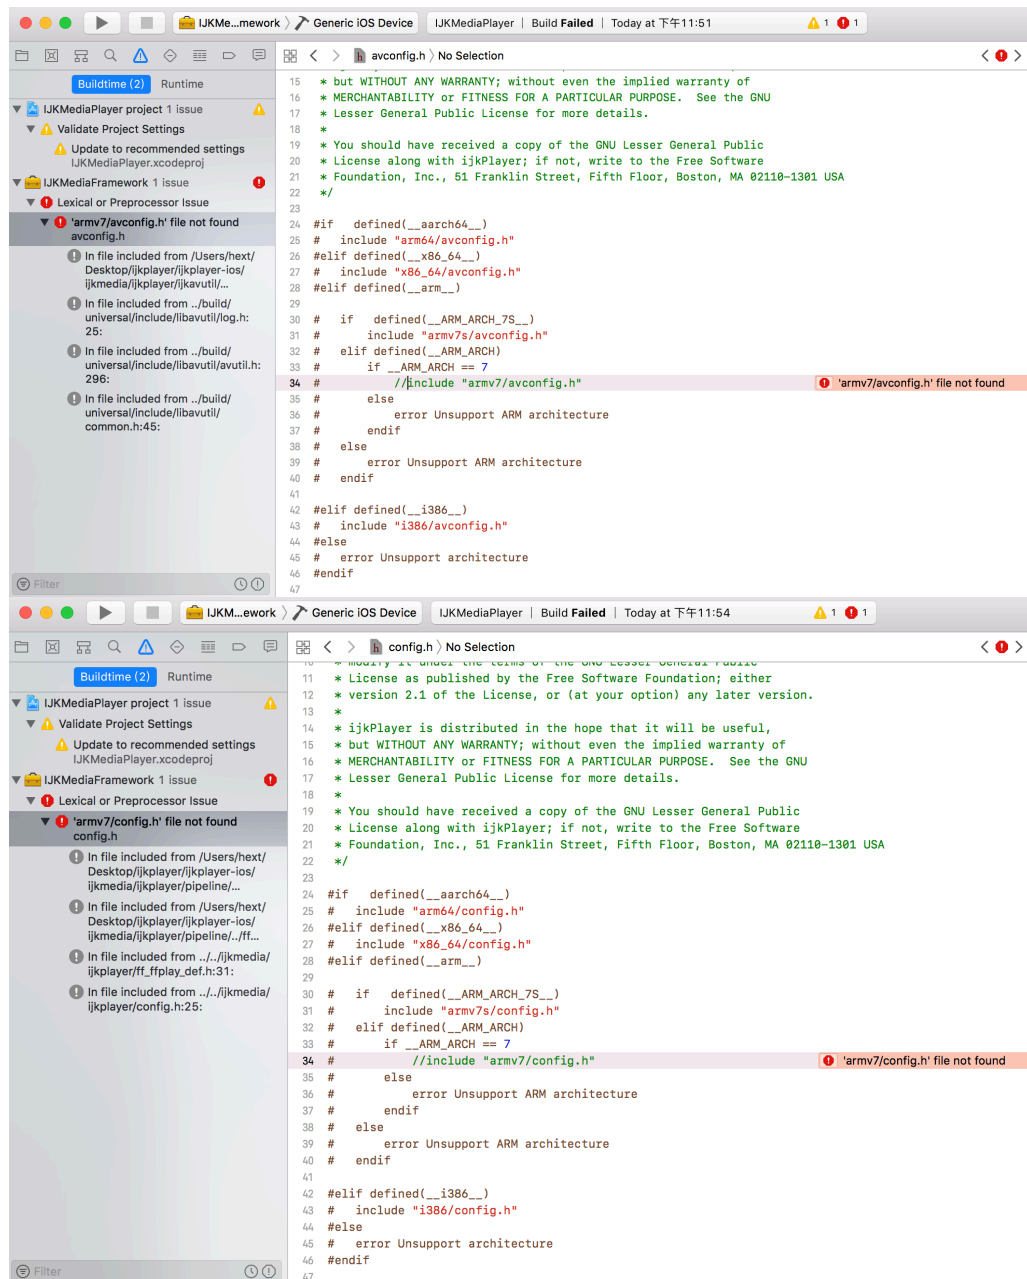 IJKMe...mework 〉 Generic iOS Device IJKMediaPlayer | Build Failed | Today at 下午11:51 1 1
avconfig.h 〉 No Selection
Buildtime (2) Runtime
IJKMediaPlayer project 1 issue
Validate Project Settings
Update to recommended settings
IJKMediaPlayer.xcodeproj
IJKMediaFramework 1 issue
Lexical or Preprocessor Issue
'armv7/avconfig.h' file not found
avconfig.h
In file included from /Users/hext/
Desktop/ijkplayer/ijkplayer-ios/
ijkmedia/ijkplayer/ijkavutil/...
In file included from ../build/
universal/include/libavutil/log.h:
25:
In file included from ../build/
universal/include/libavutil/avutil.h:
296:
In file included from ../build/
universal/include/libavutil/
common.h:45:
Filter
15 * but WITHOUT ANY WARRANTY; without even the implied warranty of
16 * MERCHANTABILITY or FITNESS FOR A PARTICULAR PURPOSE.  See the GNU
17 * Lesser General Public License for more details.
18 *
19 * You should have received a copy of the GNU Lesser General Public
20 * License along with ijkPlayer; if not, write to the Free Software
21 * Foundation, Inc., 51 Franklin Street, Fifth Floor, Boston, MA 02110-1301 USA
22 */
23
24 #if   defined(__aarch64__)
25 #   include "arm64/avconfig.h"
26 #elif defined(__x86_64__)
27 #   include "x86_64/avconfig.h"
28 #elif defined(__arm__)
29
30 #   if   defined(__ARM_ARCH_7S__)
31 #       include "armv7s/avconfig.h"
32 #   elif defined(__ARM_ARCH)
33 #       if __ARM_ARCH == 7
34 #           //include "armv7/avconfig.h" 'armv7/avconfig.h' file not found
35 #       else
36 #           error Unsupport ARM architecture
37 #       endif
38 #   else
39 #       error Unsupport ARM architecture
40 #   endif
41
42 #elif defined(__i386__)
43 #   include "i386/avconfig.h"
44 #else
45 #   error Unsupport architecture
46 #endif
47
IJKM...ework 〉 Generic iOS Device IJKMediaPlayer | Build Failed | Today at 下午11:54 1 1
config.h 〉 No Selection
Buildtime (2) Runtime
IJKMediaPlayer project 1 issue
Validate Project Settings
Update to recommended settings
IJKMediaPlayer.xcodeproj
IJKMediaFramework 1 issue
Lexical or Preprocessor Issue
'armv7/config.h' file not found
config.h
In file included from /Users/hext/
Desktop/ijkplayer/ijkplayer-ios/
ijkmedia/ijkplayer/pipeline/...
In file included from /Users/hext/
Desktop/ijkplayer/ijkplayer-ios/
ijkmedia/ijkplayer/pipeline/../ff...
In file included from ../../ijkmedia/
ijkplayer/ff_ffplay_def.h:31:
In file included from ../../ijkmedia/
ijkplayer/config.h:25:
Filter
10 * modify it under the terms of the GNU Lesser General Public
11 * License as published by the Free Software Foundation; either
12 * version 2.1 of the License, or (at your option) any later version.
13 *
14 * ijkPlayer is distributed in the hope that it will be useful,
15 * but WITHOUT ANY WARRANTY; without even the implied warranty of
16 * MERCHANTABILITY or FITNESS FOR A PARTICULAR PURPOSE.  See the GNU
17 * Lesser General Public License for more details.
18 *
19 * You should have received a copy of the GNU Lesser General Public
20 * License along with ijkPlayer; if not, write to the Free Software
21 * Foundation, Inc., 51 Franklin Street, Fifth Floor, Boston, MA 02110-1301 USA
22 */
23
24 #if   defined(__aarch64__)
25 #   include "arm64/config.h"
26 #elif defined(__x86_64__)
27 #   include "x86_64/config.h"
28 #elif defined(__arm__)
29
30 #   if   defined(__ARM_ARCH_7S__)
31 #       include "armv7s/config.h"
32 #   elif defined(__ARM_ARCH)
33 #       if __ARM_ARCH == 7
34 #           //include "armv7/config.h" 'armv7/config.h' file not found
35 #       else
36 #           error Unsupport ARM architecture
37 #       endif
38 #   else
39 #       error Unsupport ARM architecture
40 #   endif
41
42 #elif defined(__i386__)
43 #   include "i386/config.h"
44 #else
45 #   error Unsupport architecture
46 #endif
47